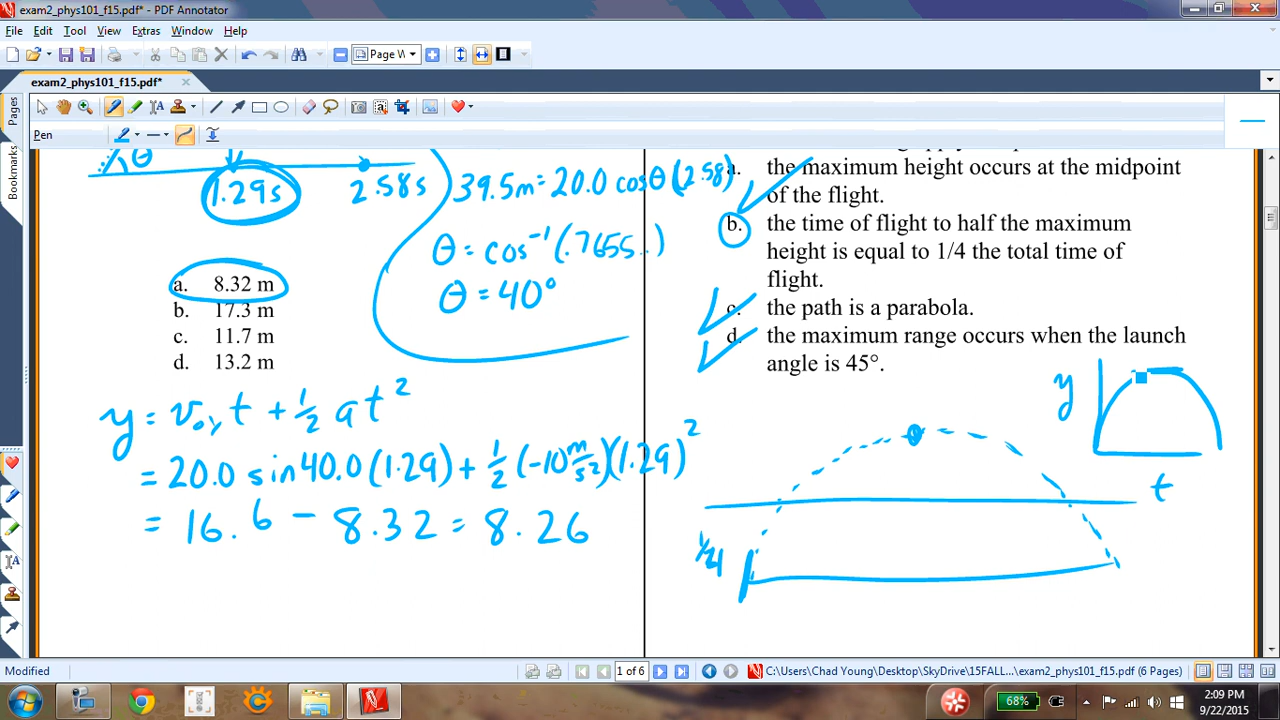 exam2_phys101_f15.pdf* - PDF Annotator
File Edit Tool View Extras Window Help
Page W
exam2_phys101_f15.pdf*
Pen
Pages
Bookmarks
θ
1.29s 2.58s
39.5m = 20.0 cosθ (2.58)
θ = cos⁻¹(.7655..)
θ = 40°
a. 8.32 m
b. 17.3 m
c. 11.7 m
d. 13.2 m
y = v₀y t + ½ a t²
= 20.0 sin40.0 (1.29) + ½ (-10 m/s²)(1.29)²
= 16.6 - 8.32 = 8.26
a. the maximum height occurs at the midpoint
of the flight.
b. the time of flight to half the maximum
height is equal to 1/4 the total time of
flight.
c. the path is a parabola.
d. the maximum range occurs when the launch
angle is 45°.
y
t
Modified
1 of 6
C:\Users\Chad Young\Desktop\SkyDrive\15FALL...\exam2_phys101_f15.pdf (6 Pages)
68%
2:09 PM
9/22/2015